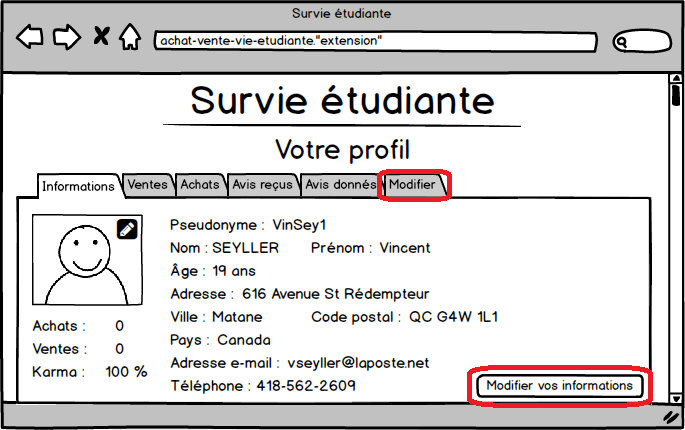 Survie étudiante
achat-vente-vie-etudiante."extension"
Survie étudiante
Votre profil
Informations Ventes Achats Avis reçus Avis donnés Modifier
Pseudonyme : VinSey1
Nom : SEYLLER Prénom : Vincent
Âge : 19 ans
Adresse : 616 Avenue St Rédempteur
Ville : Matane Code postal : QC G4W 1L1
Pays : Canada
Adresse e-mail : vseyller@laposte.net
Téléphone : 418-562-2609
Achats : 0
Ventes : 0
Karma : 100 %
Modifier vos informations